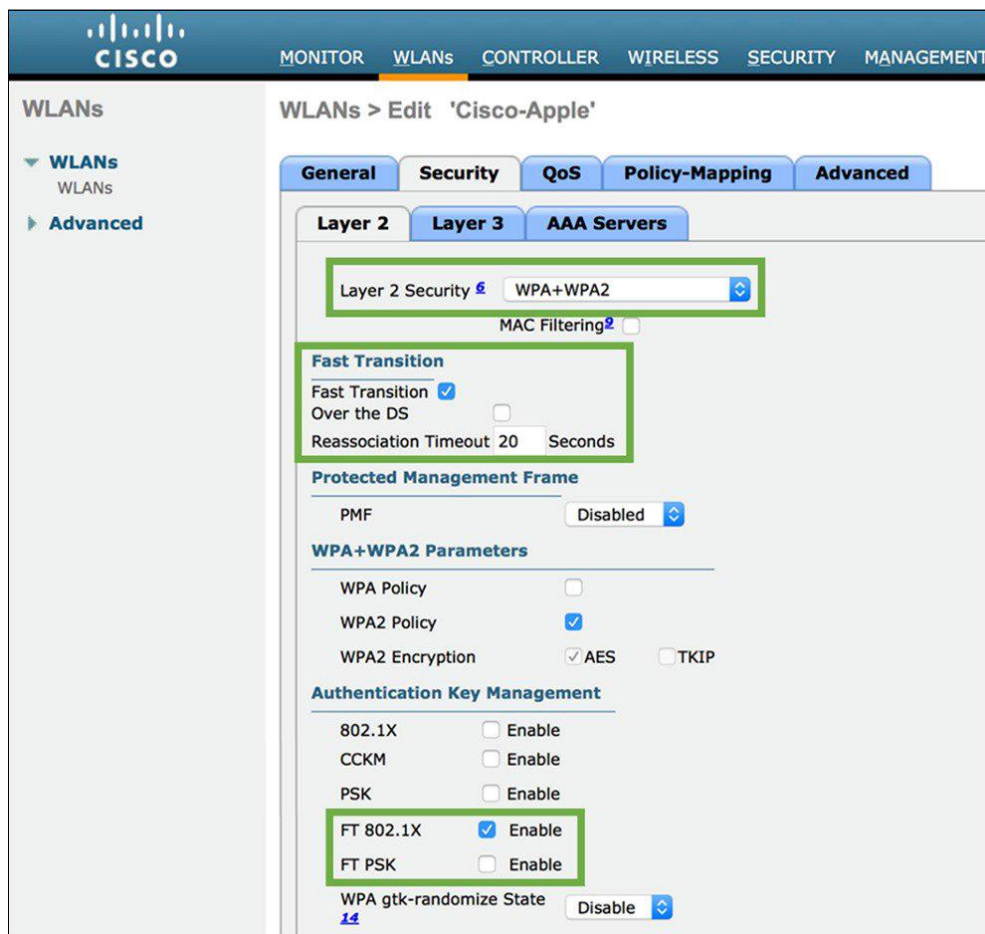 CISCO
MONITOR WLANs CONTROLLER WIRELESS SECURITY MANAGEMENT
WLANs
WLANs > Edit 'Cisco-Apple'
WLANs
WLANs
Advanced
General Security QoS Policy-Mapping Advanced
Layer 2 Layer 3 AAA Servers
Layer 2 Security 6 WPA+WPA2
MAC Filtering 9
Fast Transition
Fast Transition
Over the DS
Reassociation Timeout 20 Seconds
Protected Management Frame
PMF Disabled
WPA+WPA2 Parameters
WPA Policy
WPA2 Policy
WPA2 Encryption AES TKIP
Authentication Key Management
802.1X Enable
CCKM Enable
PSK Enable
FT 802.1X Enable
FT PSK Enable
WPA gtk-randomize State
14 Disable